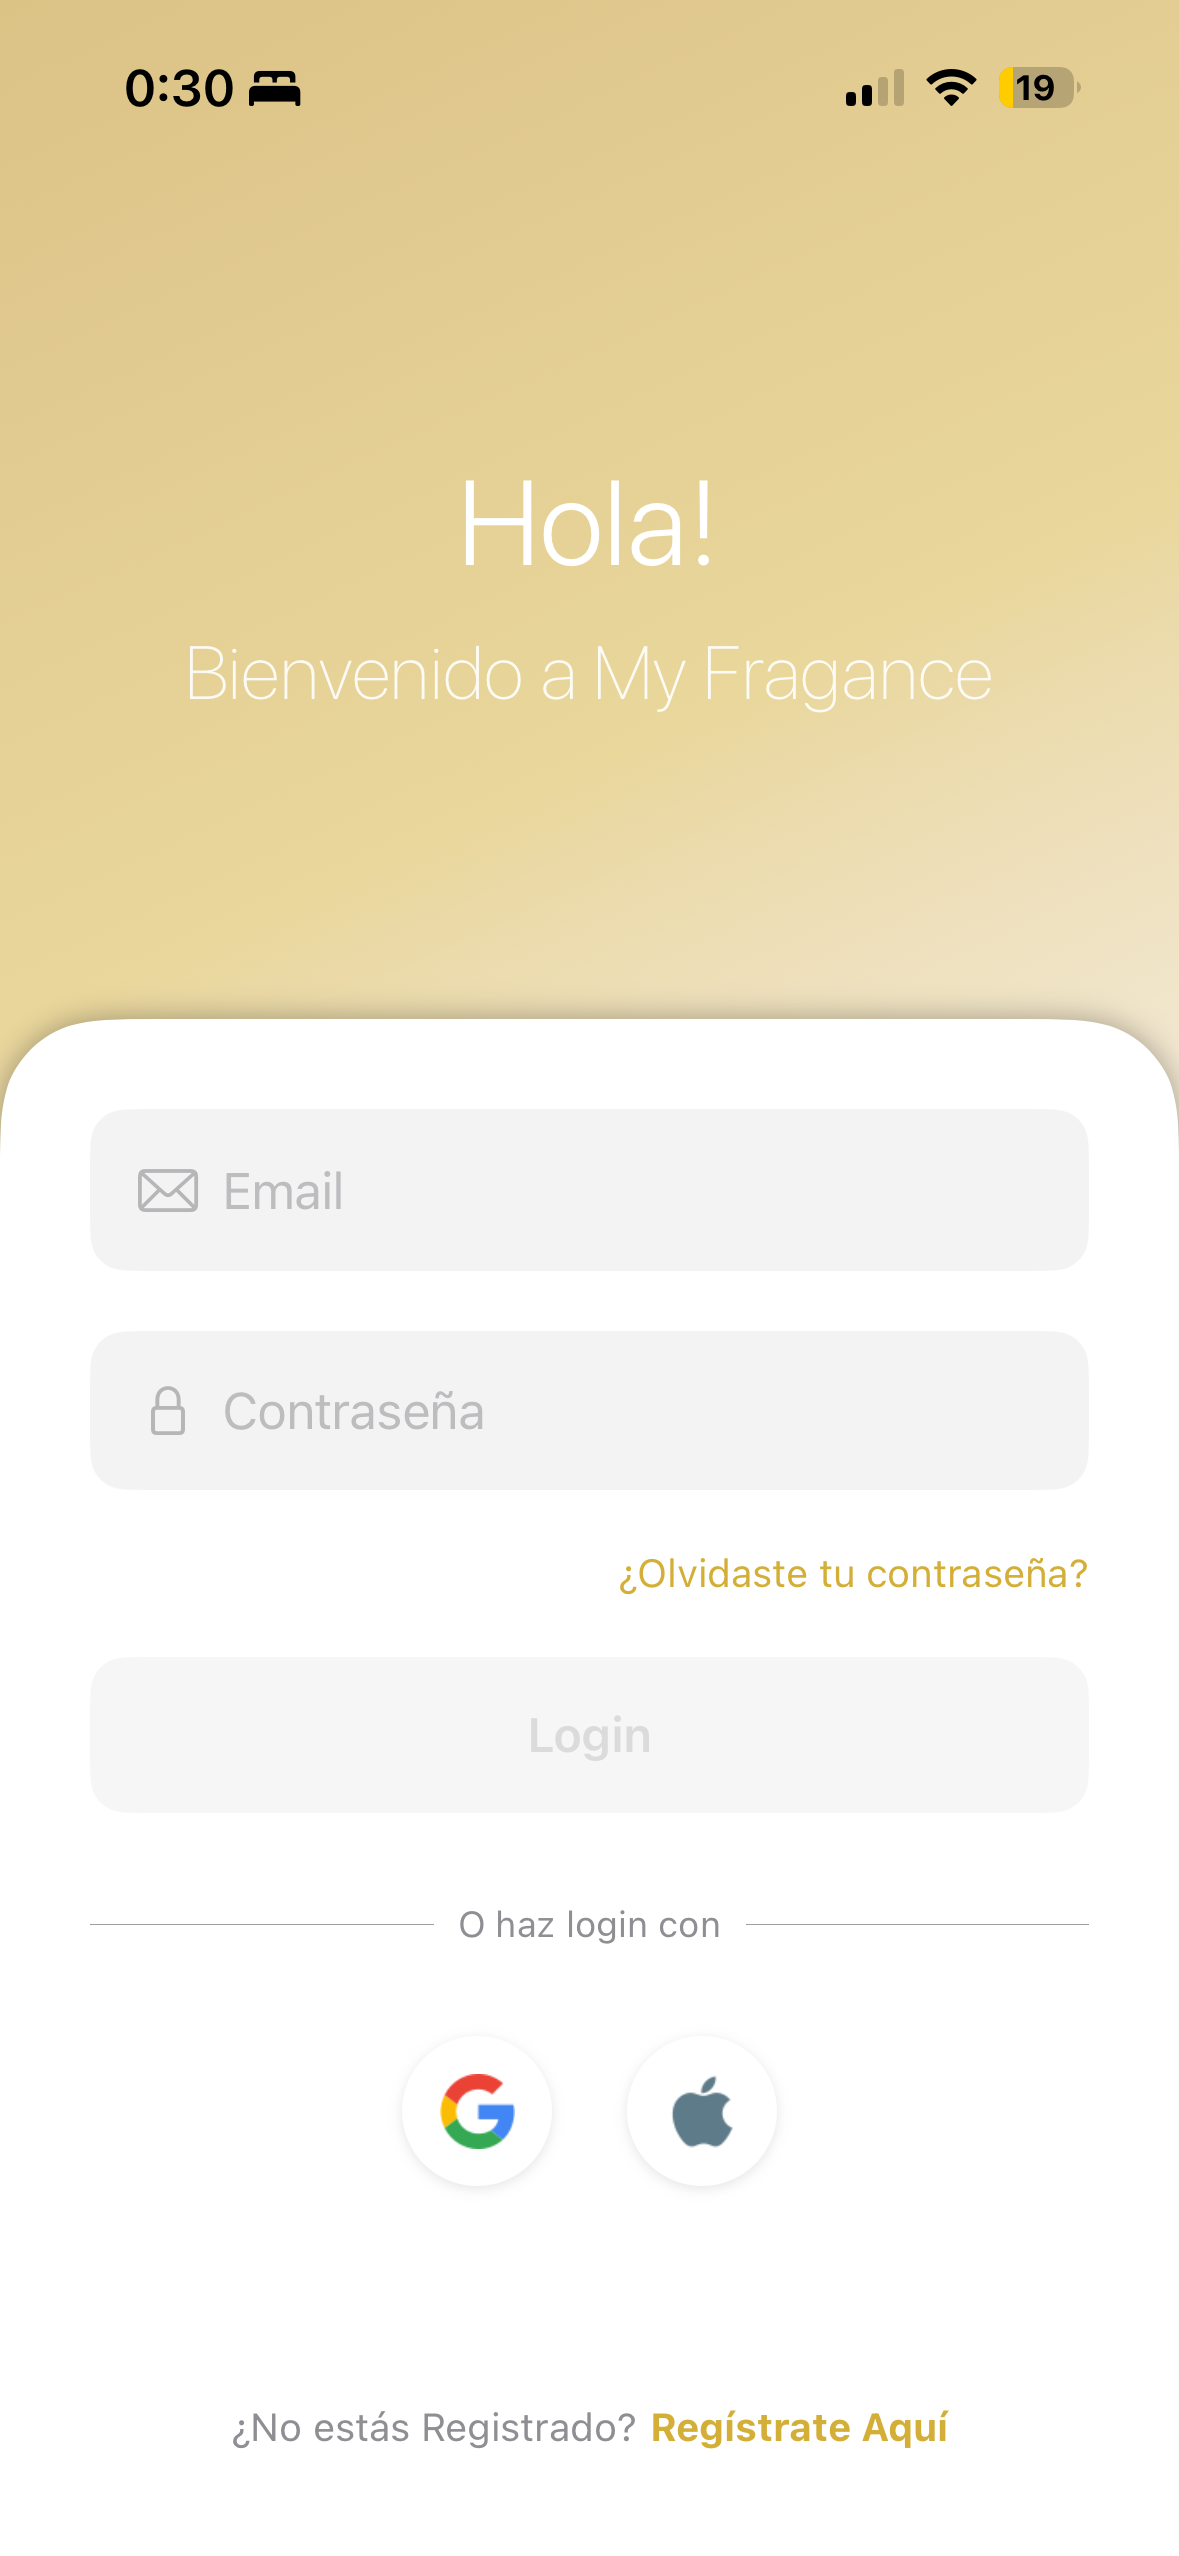 0:30
19
Hola!
Bienvenido a My Fragance
Email
Contraseña
¿Olvidaste tu contraseña?
Login
O haz login con
¿No estás Registrado? Regístrate Aquí